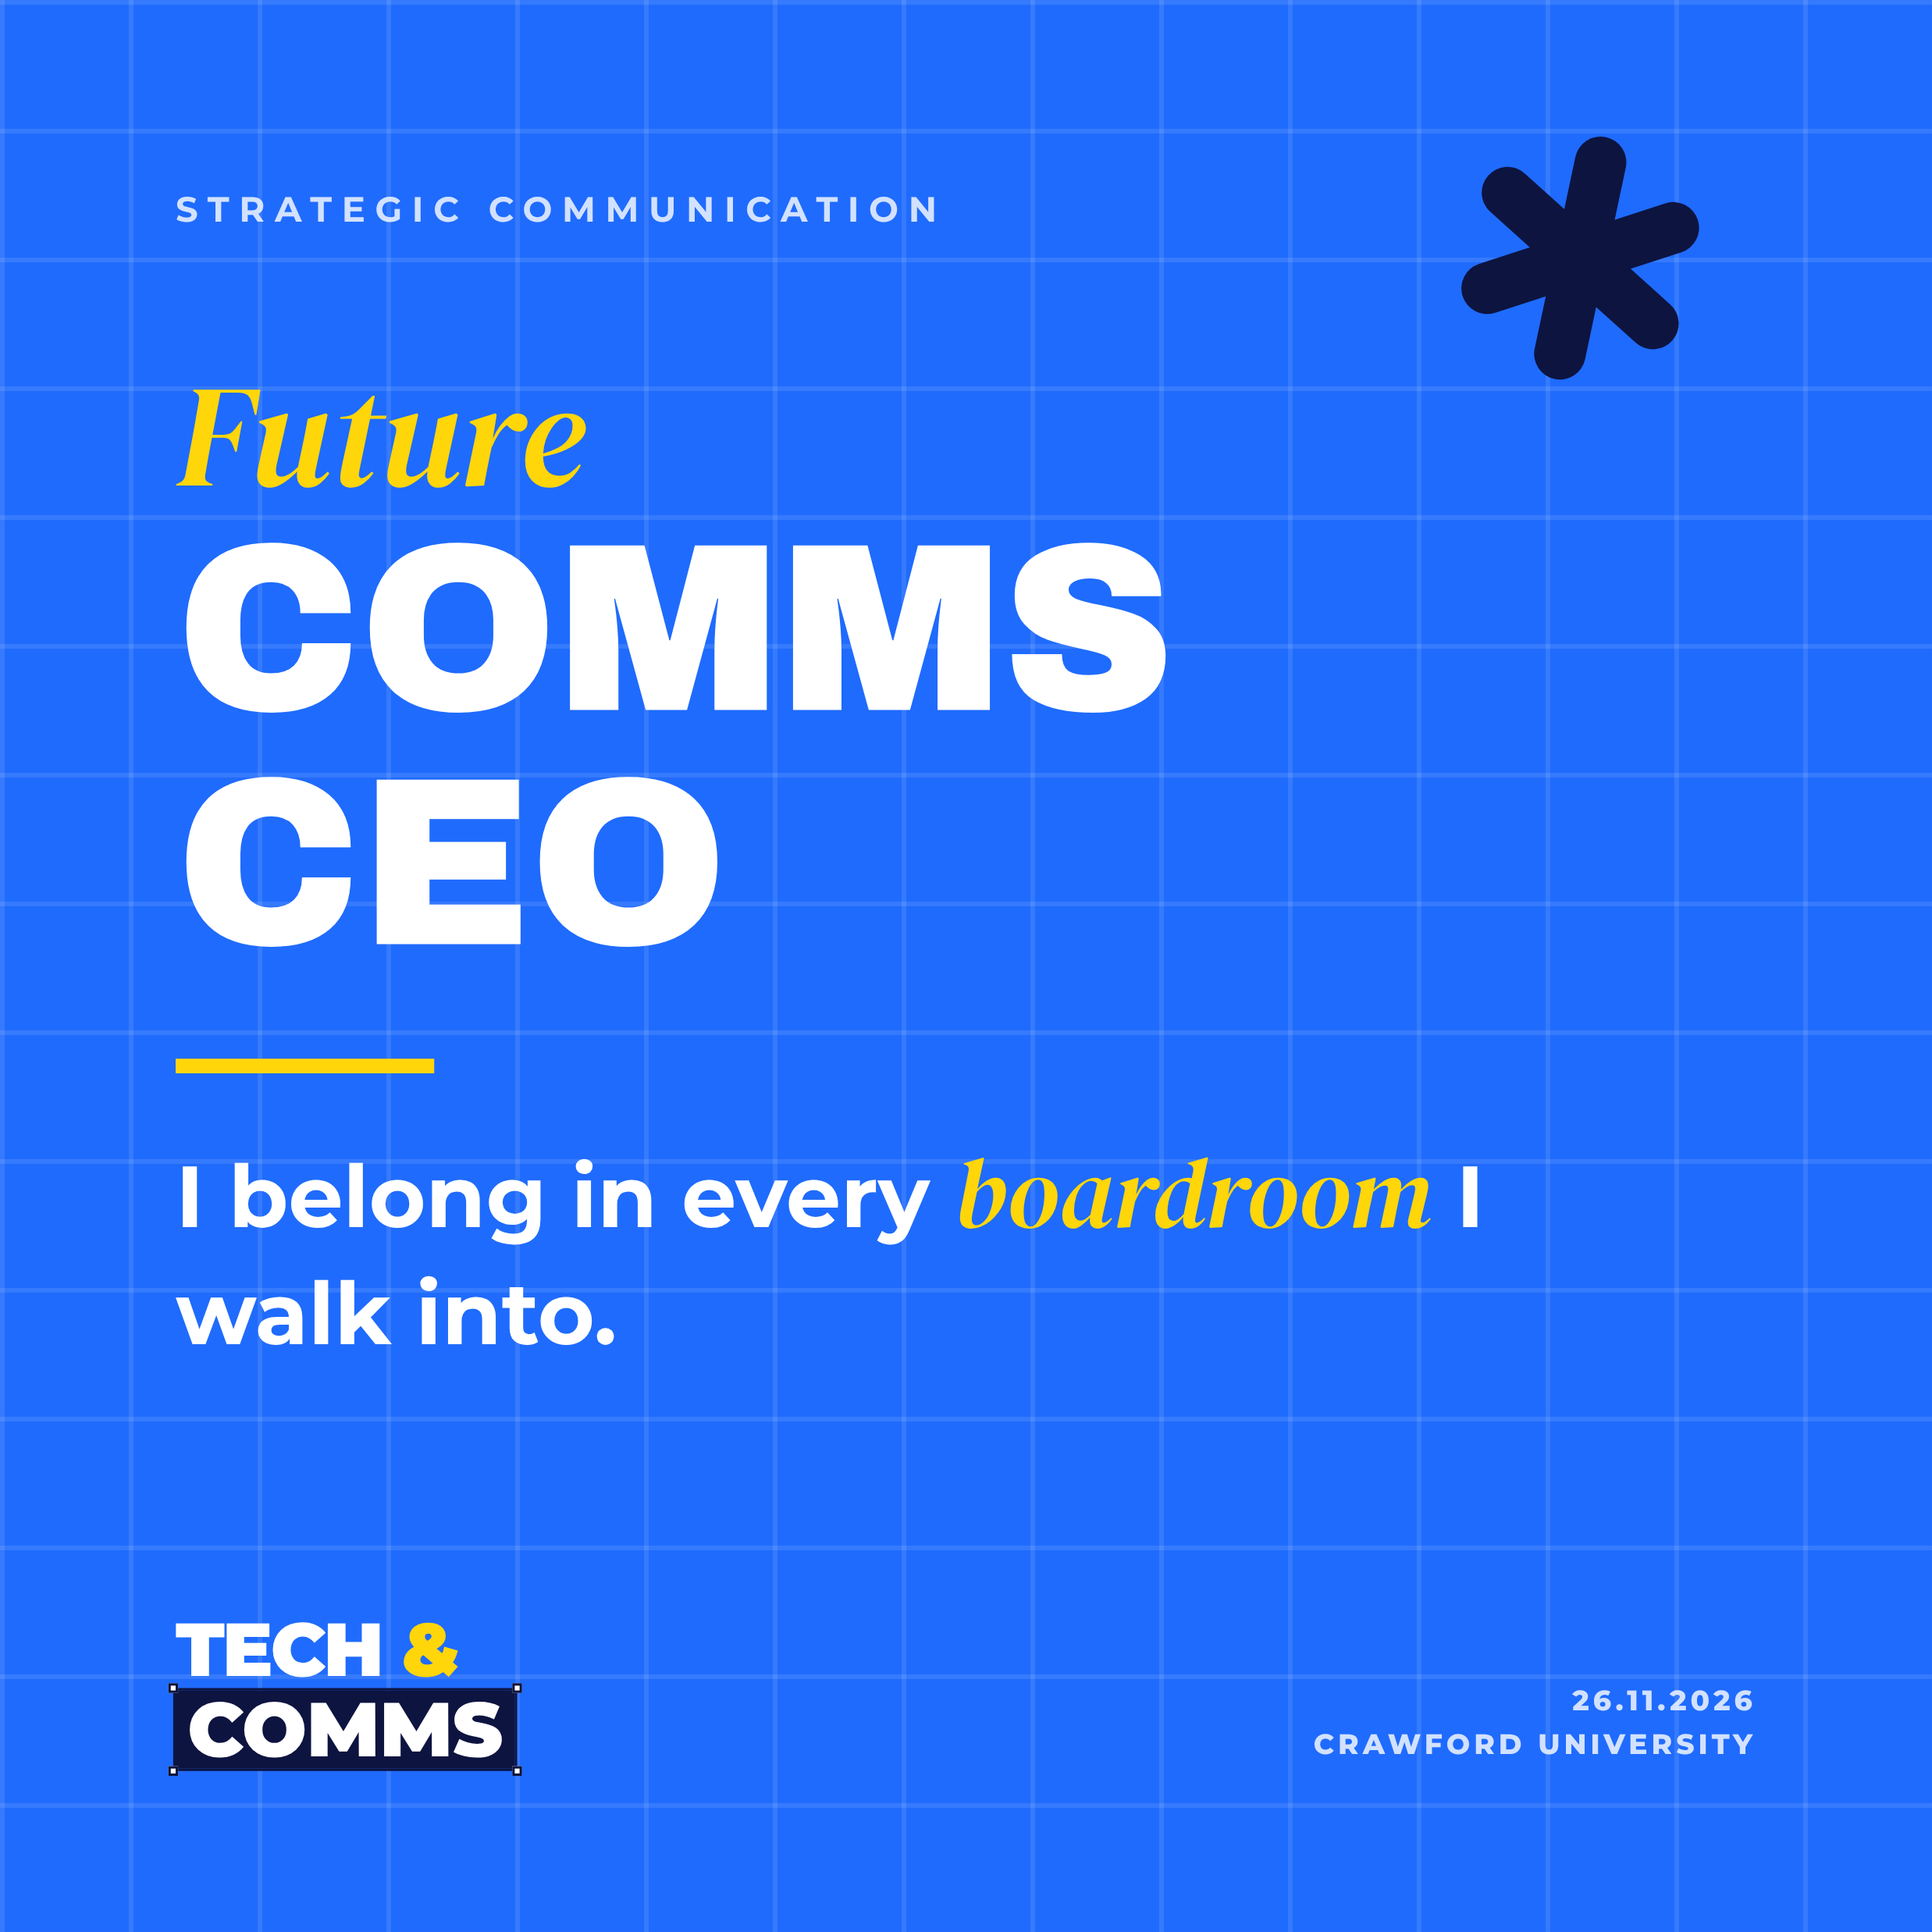 STRATEGIC COMMUNICATION
Future
COMMS
CEO
I belong in every boardroom I
walk into.
TECH &
COMMS
26.11.2026
CRAWFORD UNIVERSITY